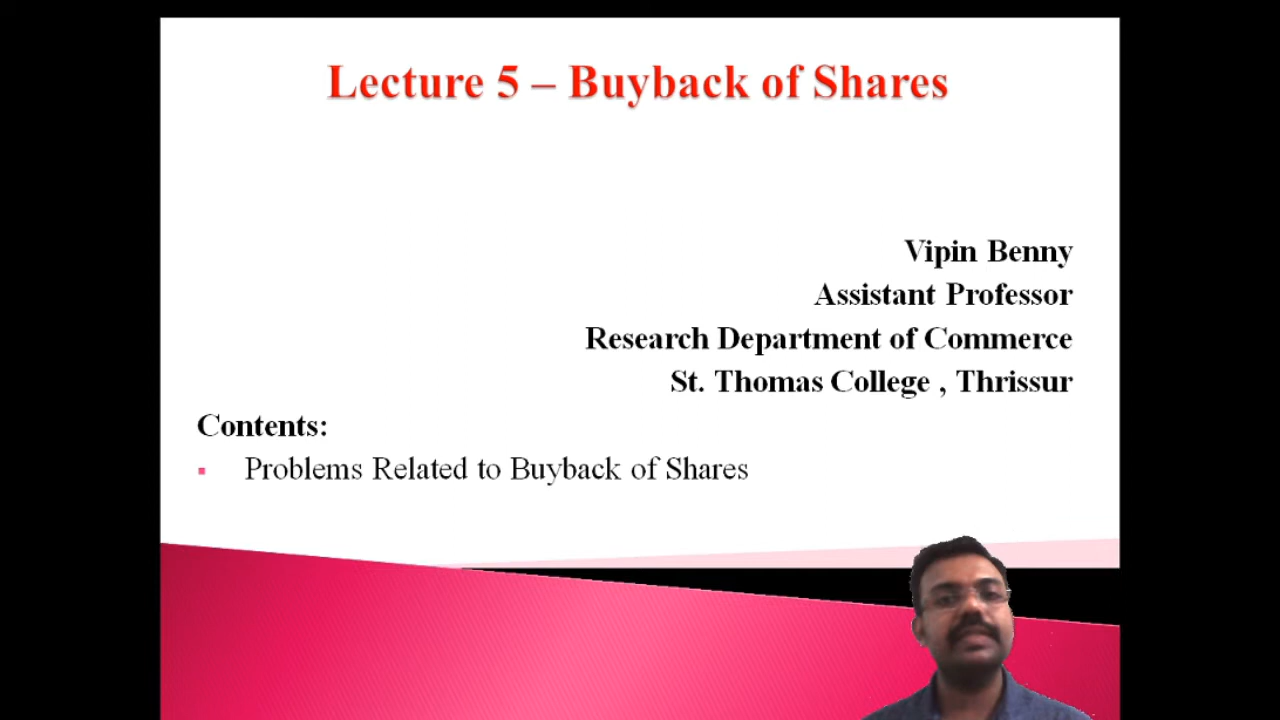 Lecture 5 – Buyback of Shares
Vipin Benny
Assistant Professor
Research Department of Commerce
St. Thomas College , Thrissur
Contents:
▪ Problems Related to Buyback of Shares